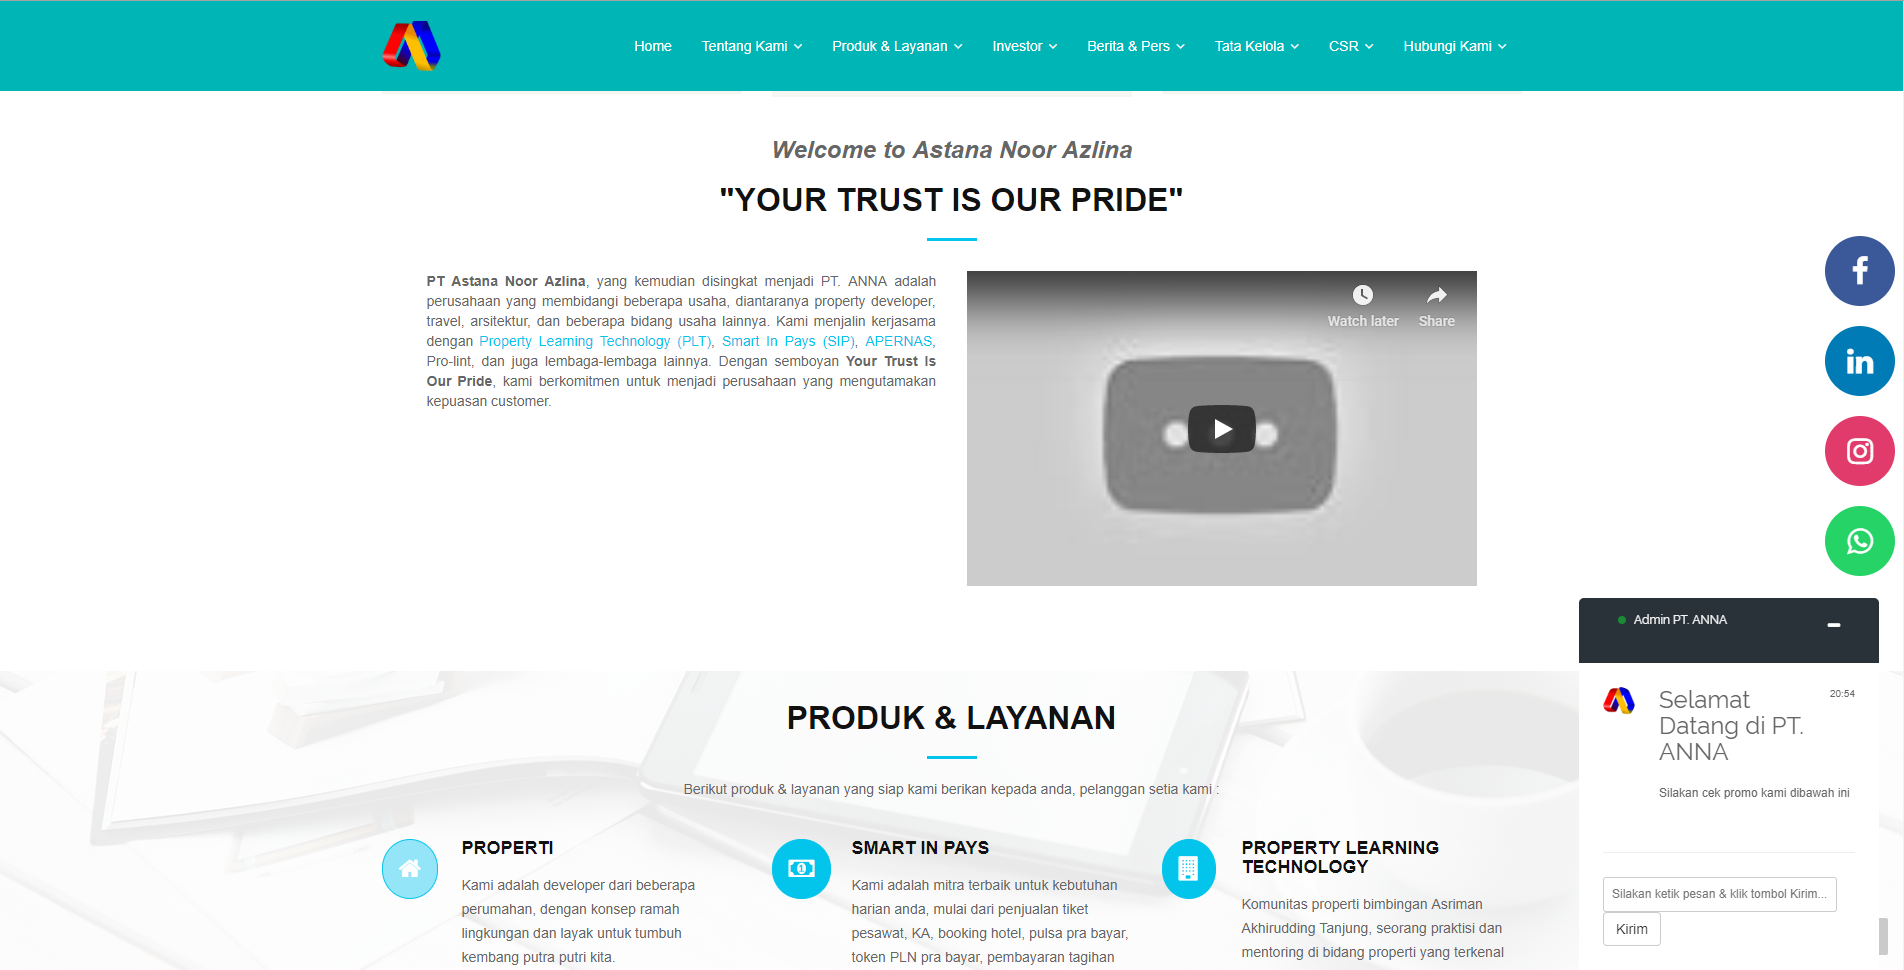 Home Tentang Kami Produk & Layanan Investor Berita & Pers Tata Kelola CSR Hubungi Kami
Welcome to Astana Noor Azlina
"YOUR TRUST IS OUR PRIDE"
PT Astana Noor Azlina, yang kemudian disingkat menjadi PT. ANNA adalah
perusahaan yang membidangi beberapa usaha, diantaranya property developer,
travel, arsitektur, dan beberapa bidang usaha lainnya. Kami menjalin kerjasama
dengan Property Learning Technology (PLT), Smart In Pays (SIP), APERNAS,
Pro-lint, dan juga lembaga-lembaga lainnya. Dengan semboyan Your Trust Is
Our Pride, kami berkomitmen untuk menjadi perusahaan yang mengutamakan
kepuasan customer.
Watch later Share
PRODUK & LAYANAN
Berikut produk & layanan yang siap kami berikan kepada anda, pelanggan setia kami :
PROPERTI
Kami adalah developer dari beberapa
perumahan, dengan konsep ramah
lingkungan dan layak untuk tumbuh
kembang putra putri kita.
SMART IN PAYS
Kami adalah mitra terbaik untuk kebutuhan
harian anda, mulai dari penjualan tiket
pesawat, KA, booking hotel, pulsa pra bayar,
token PLN pra bayar, pembayaran tagihan
PROPERTY LEARNING
TECHNOLOGY
Komunitas properti bimbingan Asriman
Akhirudding Tanjung, seorang praktisi dan
mentoring di bidang properti yang terkenal
Admin PT. ANNA
Selamat
Datang di PT.
ANNA
20:54
Silakan cek promo kami dibawah ini
Silakan ketik pesan & klik tombol Kirim...
Kirim